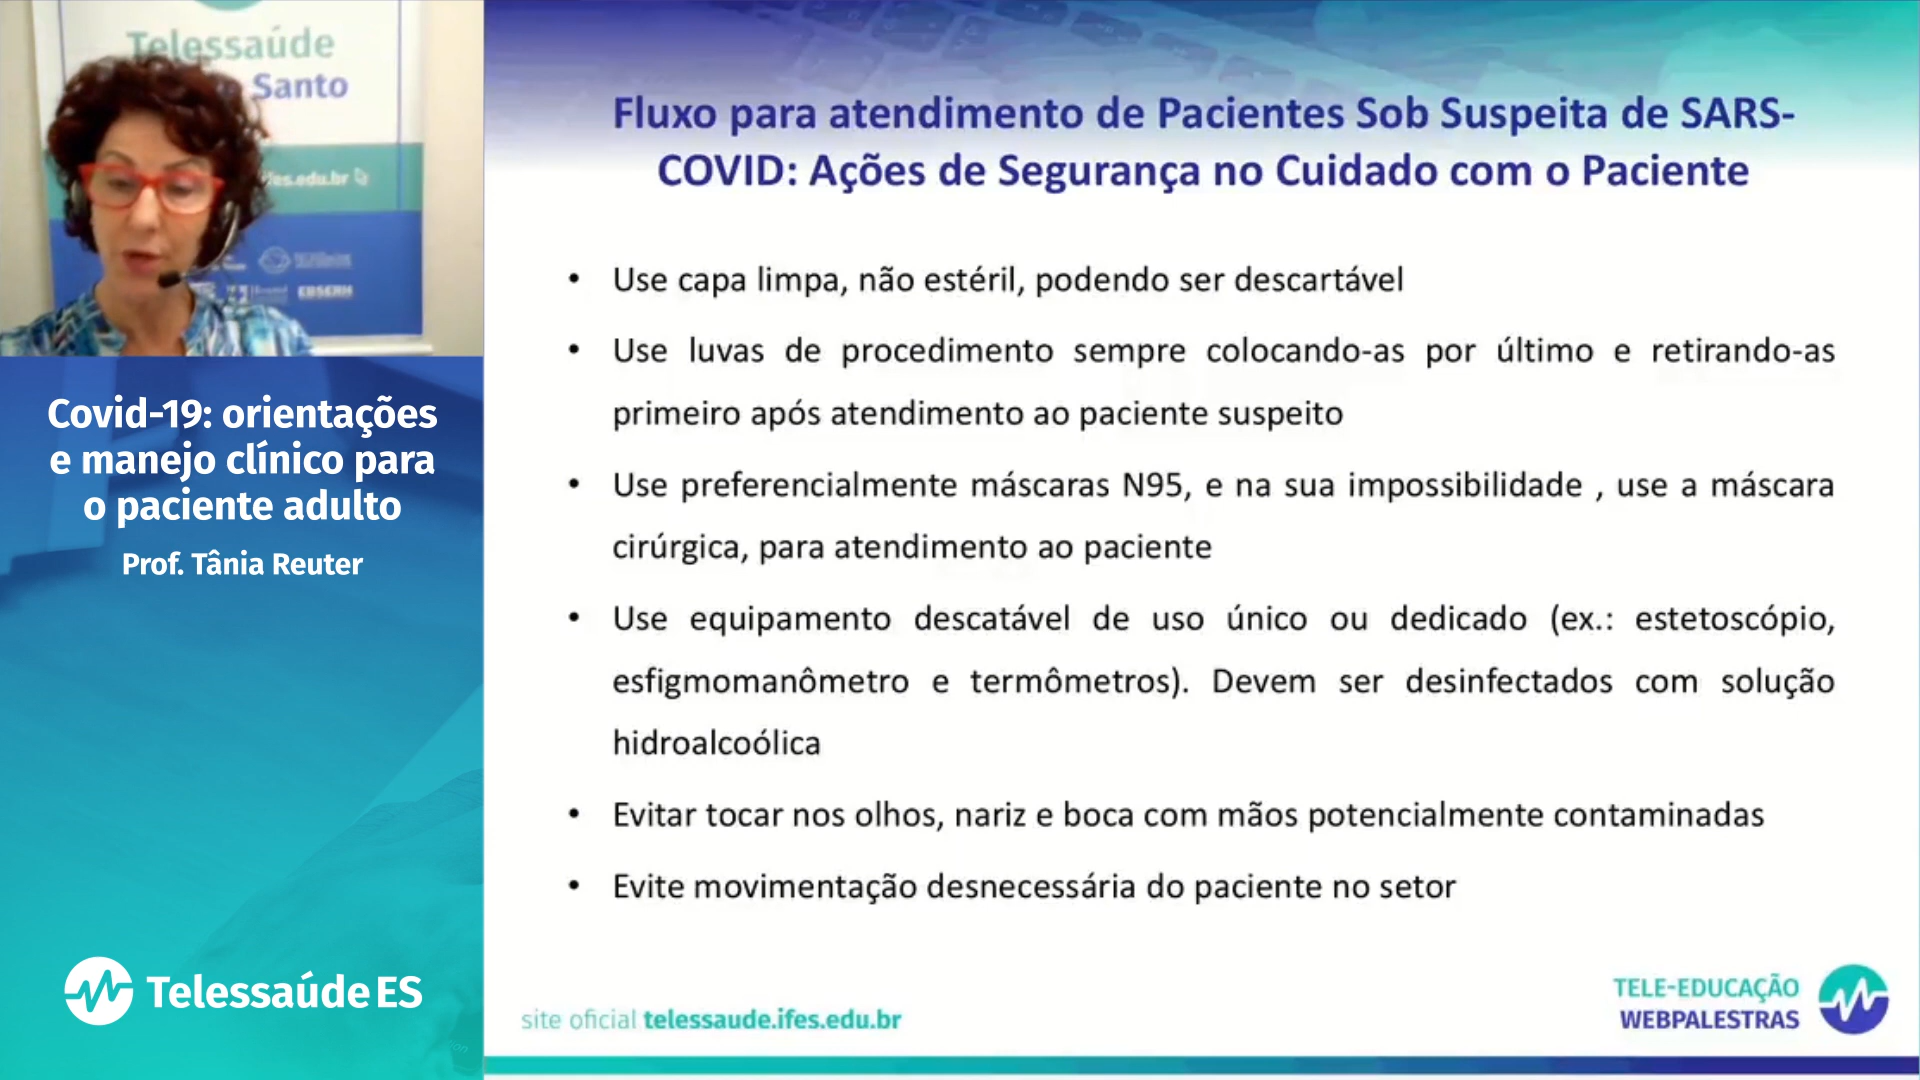 Telessaúde
Santo
ifes.edu.br
EBSERH
Covid-19: orientações
e manejo clínico para
o paciente adulto
Prof. Tânia Reuter
TelessaúdeES
Fluxo para atendimento de Pacientes Sob Suspeita de SARS-
COVID: Ações de Segurança no Cuidado com o Paciente
• Use capa limpa, não estéril, podendo ser descartável
• Use luvas de procedimento sempre colocando-as por último e retirando-as
primeiro após atendimento ao paciente suspeito
• Use preferencialmente máscaras N95, e na sua impossibilidade , use a máscara
cirúrgica, para atendimento ao paciente
• Use equipamento descatável de uso único ou dedicado (ex.: estetoscópio,
esfigmomanômetro e termômetros). Devem ser desinfectados com solução
hidroalcoólica
• Evitar tocar nos olhos, nariz e boca com mãos potencialmente contaminadas
• Evite movimentação desnecessária do paciente no setor
site oficial telessaude.ifes.edu.br
TELE-EDUCAÇÃO
WEBPALESTRAS